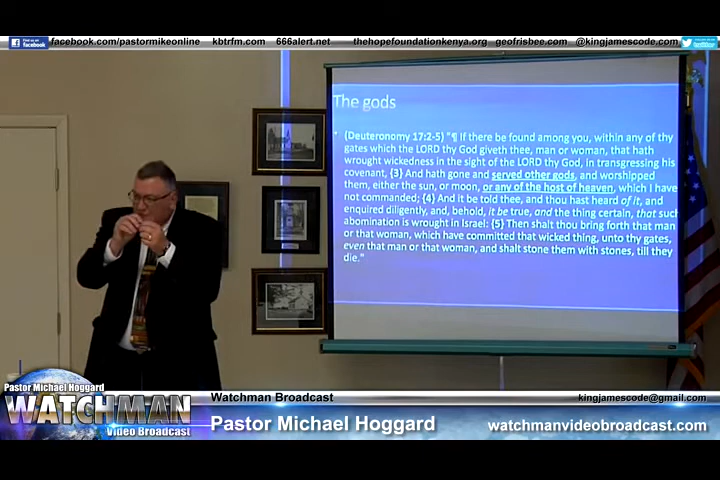 Find us on
facebook
facebook.com/pastormikeonline kbtrfm.com 666alert.net thehopefoundationkenya.org geofrisbee.com @kingjamescode
twitter
The gods
• (Deuteronomy 17:2-5) "¶ If there be found among you, within any of thy
gates which the LORD thy God giveth thee, man or woman, that hath
wrought wickedness in the sight of the LORD thy God, in transgressing his
covenant, {3} And hath gone and served other gods, and worshipped
them, either the sun, or moon, or any of the host of heaven, which I have
not commanded; {4} And it be told thee, and thou hast heard of it, and
enquired diligently, and, behold, it be true, and the thing certain, that such
abomination is wrought in Israel: {5} Then shalt thou bring forth that man
or that woman, which have committed that wicked thing, unto thy gates,
even that man or that woman, and shalt stone them with stones, till they
die."
Pastor Michael Hoggard
WATCHMAN
Video Broadcast
Watchman Broadcast kingjamescode@gmail.com
Pastor Michael Hoggard watchmanvideobroadcast.com